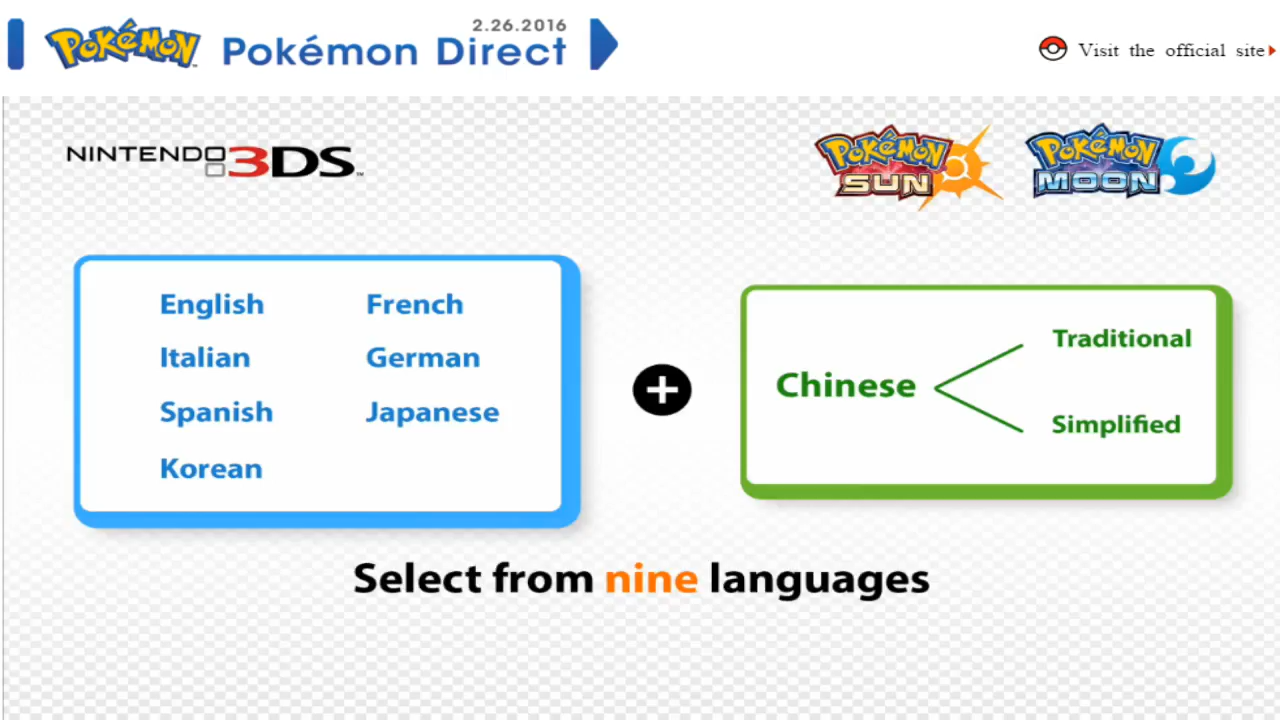 2.26.2016
POKÉMON Pokémon Direct
Visit the official site
NINTENDO 3DS
POKÉMON SUN
POKÉMON MOON
English French
Italian German
Spanish Japanese
Korean
Chinese
Traditional
Simplified
Select from nine languages